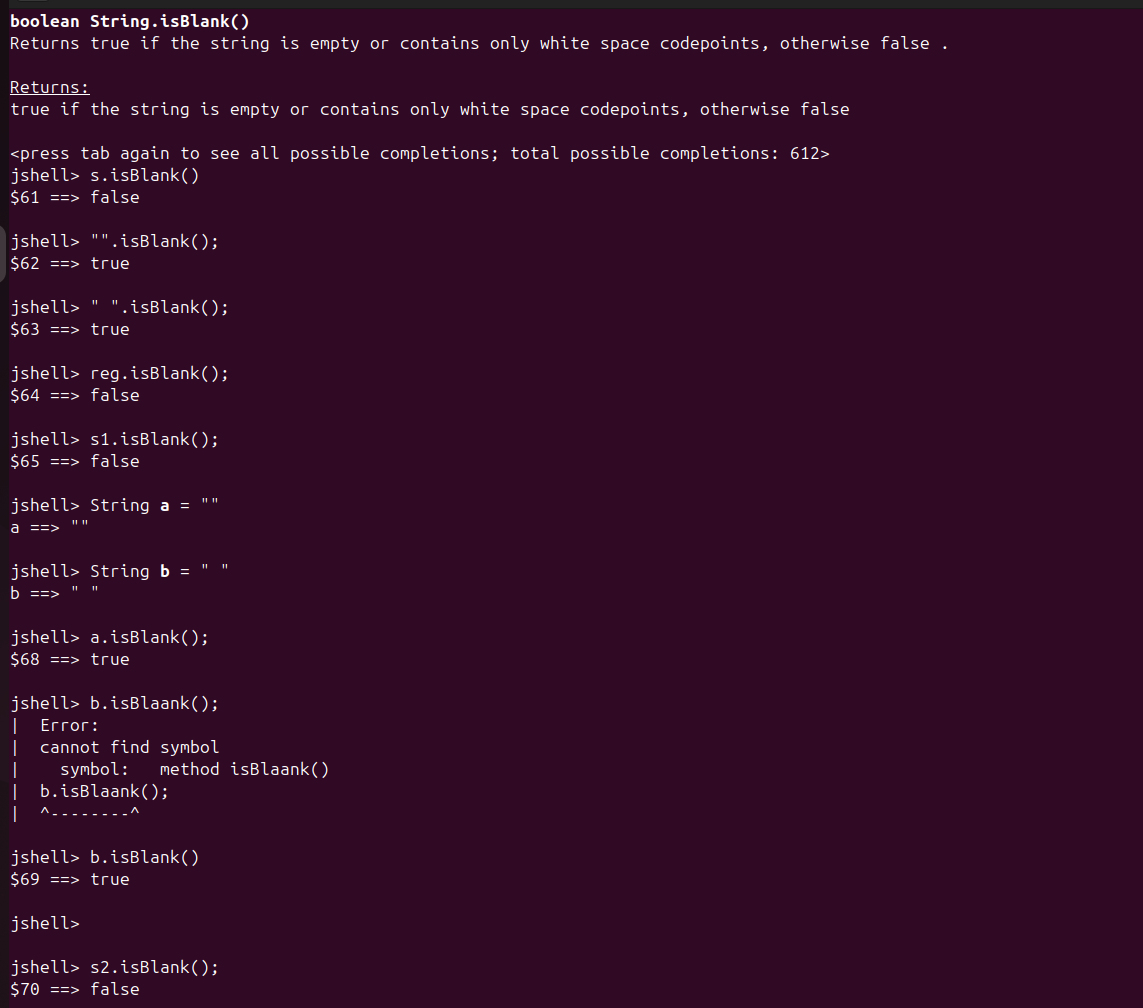 boolean String.isBlank()
Returns true if the string is empty or contains only white space codepoints, otherwise false .
Returns:
true if the string is empty or contains only white space codepoints, otherwise false
<press tab again to see all possible completions; total possible completions: 612>
jshell> s.isBlank()
$61 ==> false
jshell> "".isBlank();
$62 ==> true
jshell> " ".isBlank();
$63 ==> true
jshell> reg.isBlank();
$64 ==> false
jshell> s1.isBlank();
$65 ==> false
jshell> String a = ""
a ==> ""
jshell> String b = " "
b ==> " "
jshell> a.isBlank();
$68 ==> true
jshell> b.isBlaank();
|  Error:
|  cannot find symbol
|    symbol:   method isBlaank()
|  b.isBlaank();
|  ^--------^
jshell> b.isBlank()
$69 ==> true
jshell>
jshell> s2.isBlank();
$70 ==> false